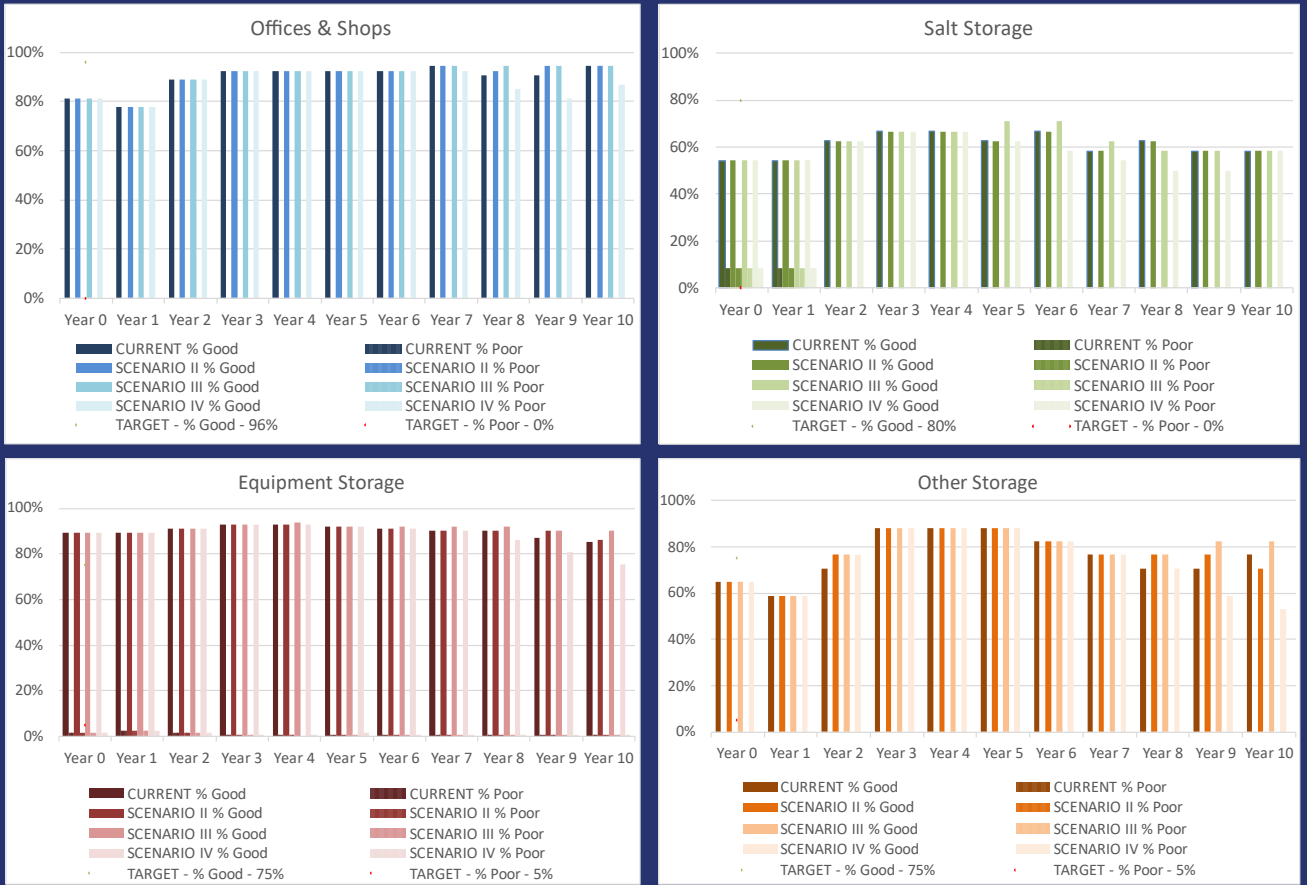 Offices & Shops
100%
80%
60%
40%
20%
0%
Year 0 Year 1 Year 2 Year 3 Year 4 Year 5 Year 6 Year 7 Year 8 Year 9 Year 10
CURRENT % Good CURRENT % Poor
SCENARIO II % Good SCENARIO II % Poor
SCENARIO III % Good SCENARIO III % Poor
SCENARIO IV % Good SCENARIO IV % Poor
TARGET - % Good - 96% TARGET - % Poor - 0%
Salt Storage
100%
80%
60%
40%
20%
0%
Year 0 Year 1 Year 2 Year 3 Year 4 Year 5 Year 6 Year 7 Year 8 Year 9 Year 10
CURRENT % Good CURRENT % Poor
SCENARIO II % Good SCENARIO II % Poor
SCENARIO III % Good SCENARIO III % Poor
SCENARIO IV % Good SCENARIO IV % Poor
TARGET - % Good - 80% TARGET - % Poor - 0%
Equipment Storage
100%
80%
60%
40%
20%
0%
Year 0 Year 1 Year 2 Year 3 Year 4 Year 5 Year 6 Year 7 Year 8 Year 9 Year 10
CURRENT % Good CURRENT % Poor
SCENARIO II % Good SCENARIO II % Poor
SCENARIO III % Good SCENARIO III % Poor
SCENARIO IV % Good SCENARIO IV % Poor
TARGET - % Good - 75% TARGET - % Poor - 5%
Other Storage
100%
80%
60%
40%
20%
0%
Year 0 Year 1 Year 2 Year 3 Year 4 Year 5 Year 6 Year 7 Year 8 Year 9 Year 10
CURRENT % Good CURRENT % Poor
SCENARIO II % Good SCENARIO II % Poor
SCENARIO III % Good SCENARIO III % Poor
SCENARIO IV % Good SCENARIO IV % Poor
TARGET - % Good - 75% TARGET - % Poor - 5%